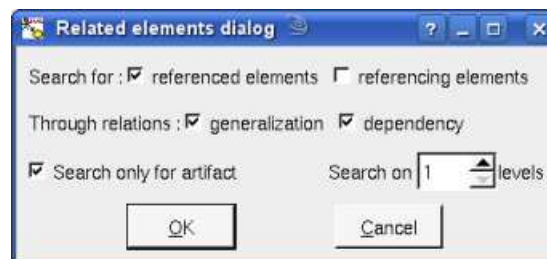 Related elements dialog
Search for : referenced elements referencing elements
Through relations : generalization dependency
Search only for artifact Search on 1 levels
OK Cancel